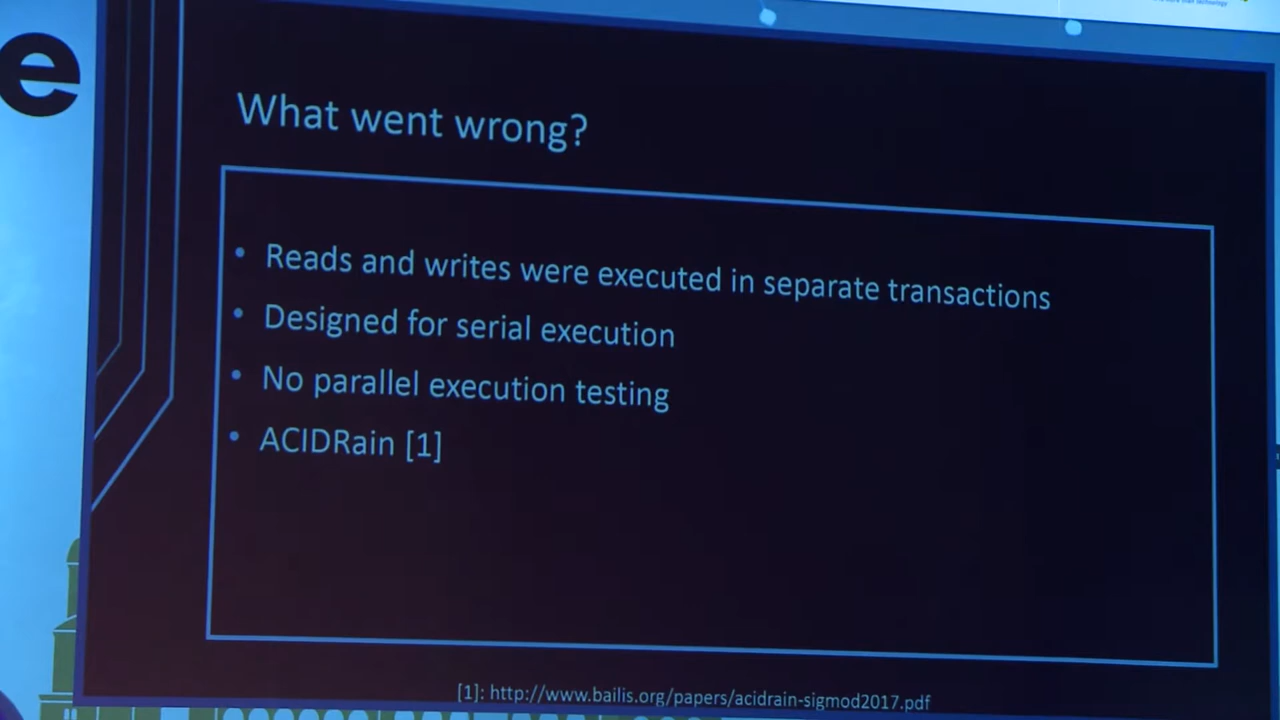 e
What went wrong?
• Reads and writes were executed in separate transactions
• Designed for serial execution
• No parallel execution testing
• ACIDRain [1]
[1]: http://www.bailis.org/papers/acidrain-sigmod2017.pdf